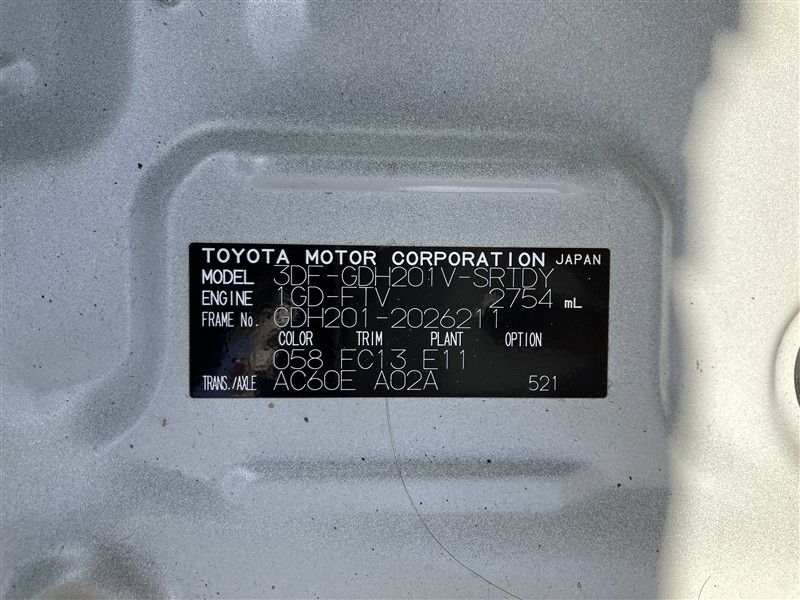 TOYOTA MOTOR CORPORATION JAPAN
MODEL 3DF-GDH201V-SRTDY
ENGINE 1GD-FTV 2754 mL
FRAME No. GDH201-2026211
COLOR TRIM PLANT OPTION
058 FC13 E11
TRANS./AXLE AC60E A02A 521